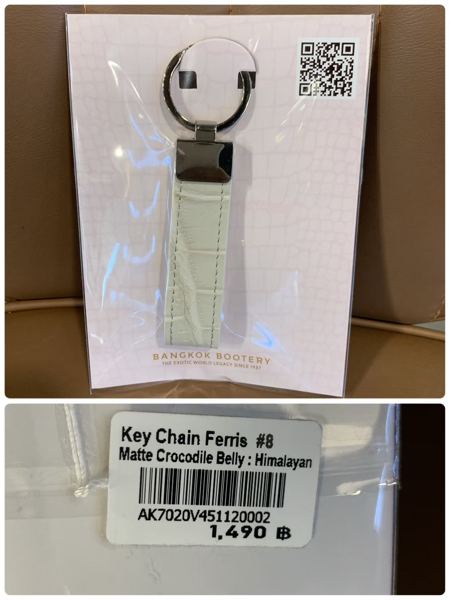 BANGKOK BOOTERY
THE EXOTIC WORLD LEGACY SINCE 1937
Key Chain Ferris #8
Matte Crocodile Belly : Himalayan
AK7020V451120002
1,490 ฿